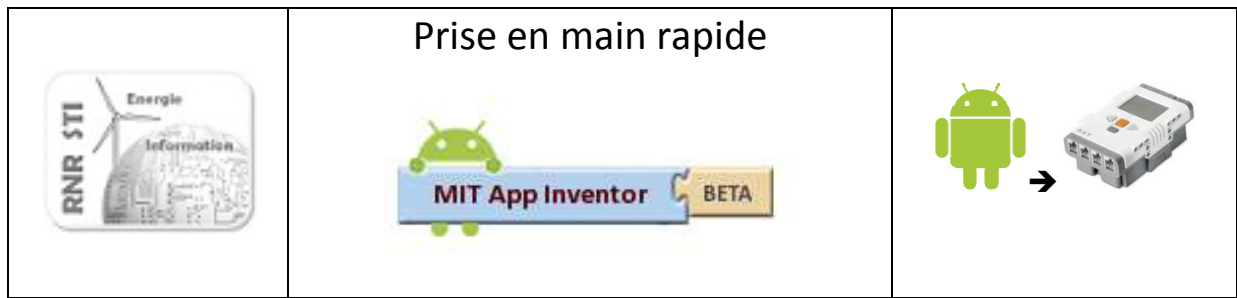 RNR STI
Energie
Information
Prise en main rapide
MIT App Inventor
BETA